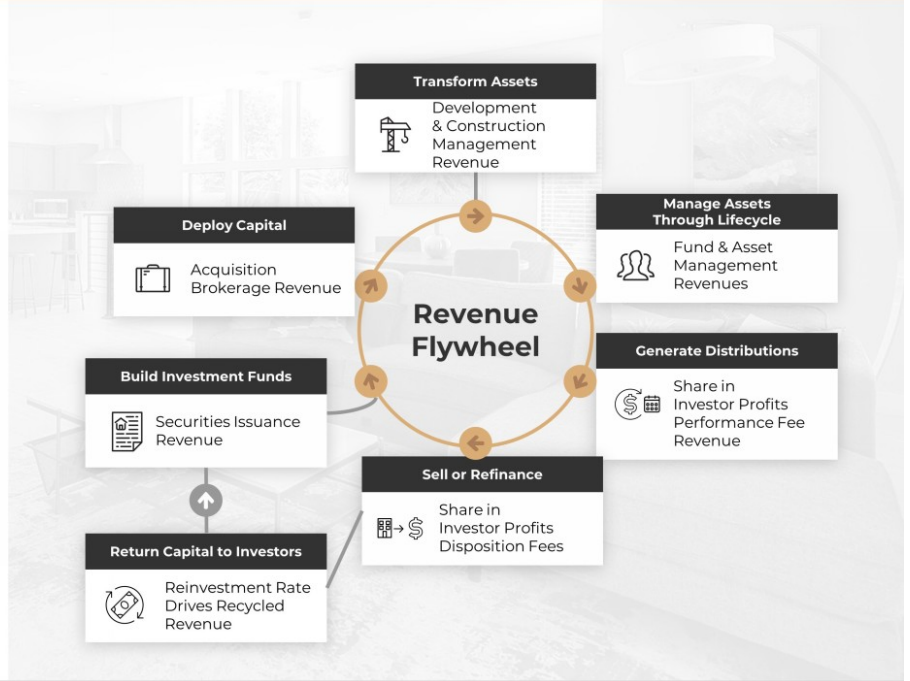 Transform Assets
Development
& Construction
Management
Revenue
Manage Assets
Through Lifecycle
Fund & Asset
Management
Revenues
Deploy Capital
Acquisition
Brokerage Revenue
Revenue
Flywheel
Generate Distributions
Share in
Investor Profits
Performance Fee
Revenue
Build Investment Funds
Securities Issuance
Revenue
Sell or Refinance
Share in
Investor Profits
Disposition Fees
Return Capital to Investors
Reinvestment Rate
Drives Recycled
Revenue